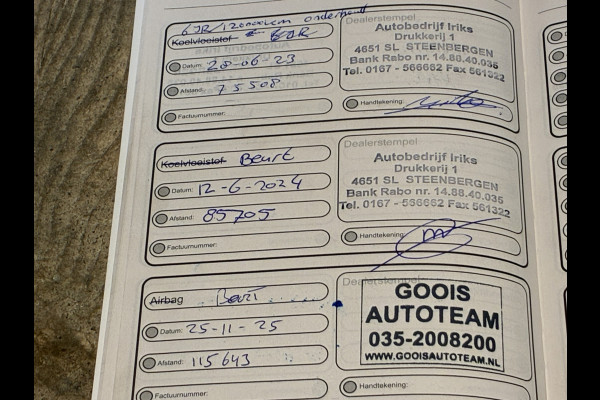 6 JR/120000km onderhoud
Koelvloeistof ← 6JR
Datum: 28-06-23
Afstand: 75508
Factuurnummer:
Dealerstempel
Autobedrijf Iriks
Drukkerij 1
4651 SL STEENBERGEN
Bank Rabo nr. 14.88.40.035
Tel. 0167 - 566662 Fax 561322
Handtekening:
Koelvloeistof Beurt
Datum: 12-6-2024
Afstand: 85705
Factuurnummer:
Dealerstempel
Autobedrijf Iriks
Drukkerij 1
4651 SL STEENBERGEN
Bank Rabo nr. 14.88.40.035
Tel. 0167 - 566662 Fax 561322
Handtekening:
Airbag Beurt
Datum: 25-11-25
Afstand: 115643
Factuurnummer:
Dealerstempel
GOOIS
AUTOTEAM
035-2008200
WWW.GOOISAUTOTEAM.NL
Handtekening: